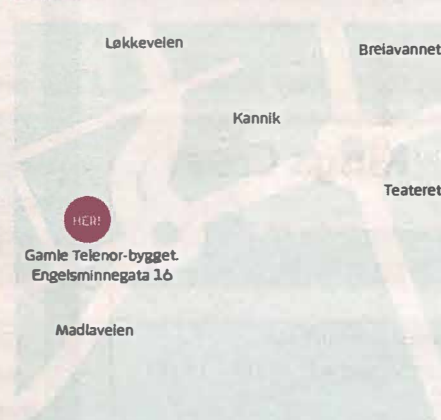 Løkkeveien
Breiavannet
Kannik
Teateret
HER!
Gamle Telenor-bygget.
Engelsminnegata 16
Madlaveien